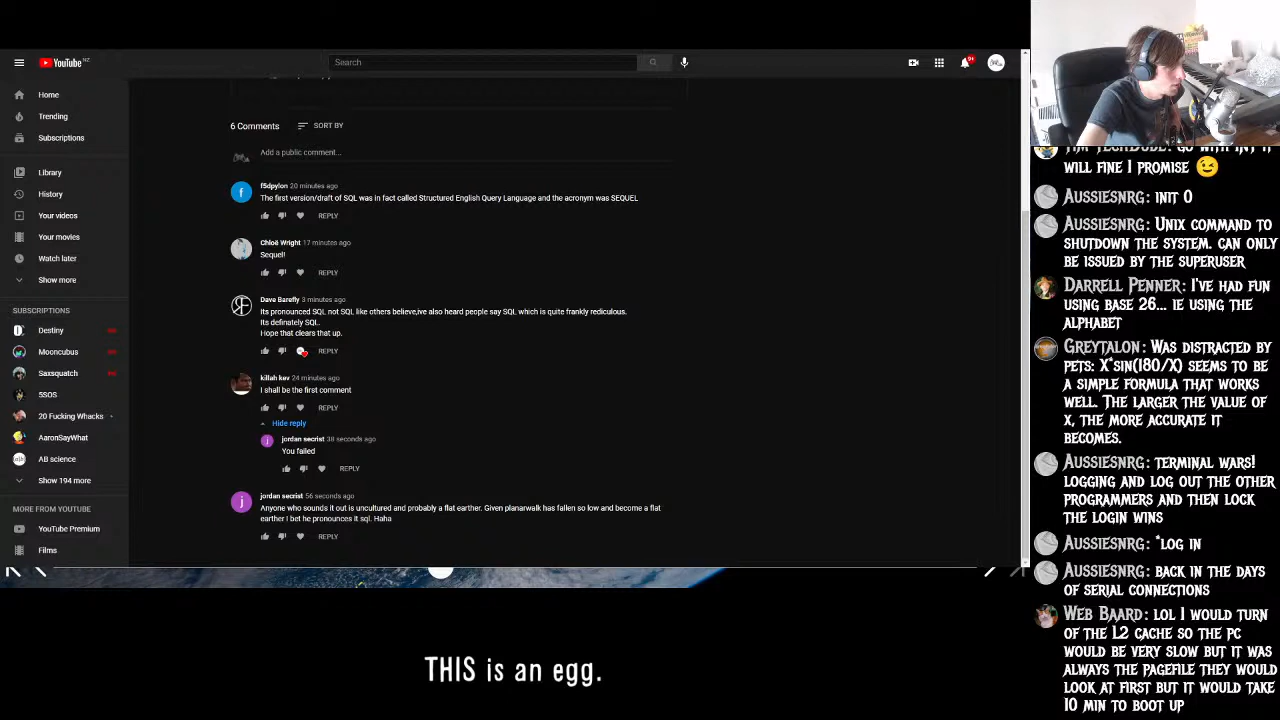 YouTube NZ
Search
9+
Home
Trending
Subscriptions
Library
History
Your videos
Your movies
Watch later
Show more
SUBSCRIPTIONS
Destiny
Mooncubus
Saxsquatch
5SOS
20 Fucking Whacks
AaronSayWhat
AB science
Show 194 more
MORE FROM YOUTUBE
YouTube Premium
Films
6 Comments SORT BY
Add a public comment...
f5dpylon 20 minutes ago
The first version/draft of SQL was in fact called Structured English Query Language and the acronym was SEQUEL
REPLY
Chloë Wright 17 minutes ago
Sequel!
REPLY
Dave Barefly 3 minutes ago
Its pronounced SQL not SQL like others believe,ive also heard people say SQL which is quite frankly rediculous.
Its definately SQL.
Hope that clears that up.
REPLY
killah kev 24 minutes ago
I shall be the first comment
REPLY
Hide reply
jordan secrist 38 seconds ago
You failed
REPLY
jordan secrist 56 seconds ago
Anyone who sounds it out is uncultured and probably a flat earther. Given planarwalk has fallen so low and become a flat
earther I bet he pronounces it sql. Haha
REPLY
THIS is an egg.
Tim TechDude: Go with int it
will fine I promise 😉
Aussiesnrg: init 0
Aussiesnrg: Unix command to
shutdown the system. can only
be issued by the superuser
Darrell Penner: I've had fun
using base 26... ie using the
alphabet
Greytalon: Was distracted by
pets: x*sin(180/x) seems to be
a simple formula that works
well. The larger the value of
x, the more accurate it
becomes.
Aussiesnrg: terminal wars!
logging and log out the other
programmers and then lock
the login wins
Aussiesnrg: *log in
Aussiesnrg: back in the days
of serial connections
Web Baard: lol I would turn
of the L2 cache so the pc
would be very slow but it was
always the pagefile they would
look at first but it would take
10 min to boot up